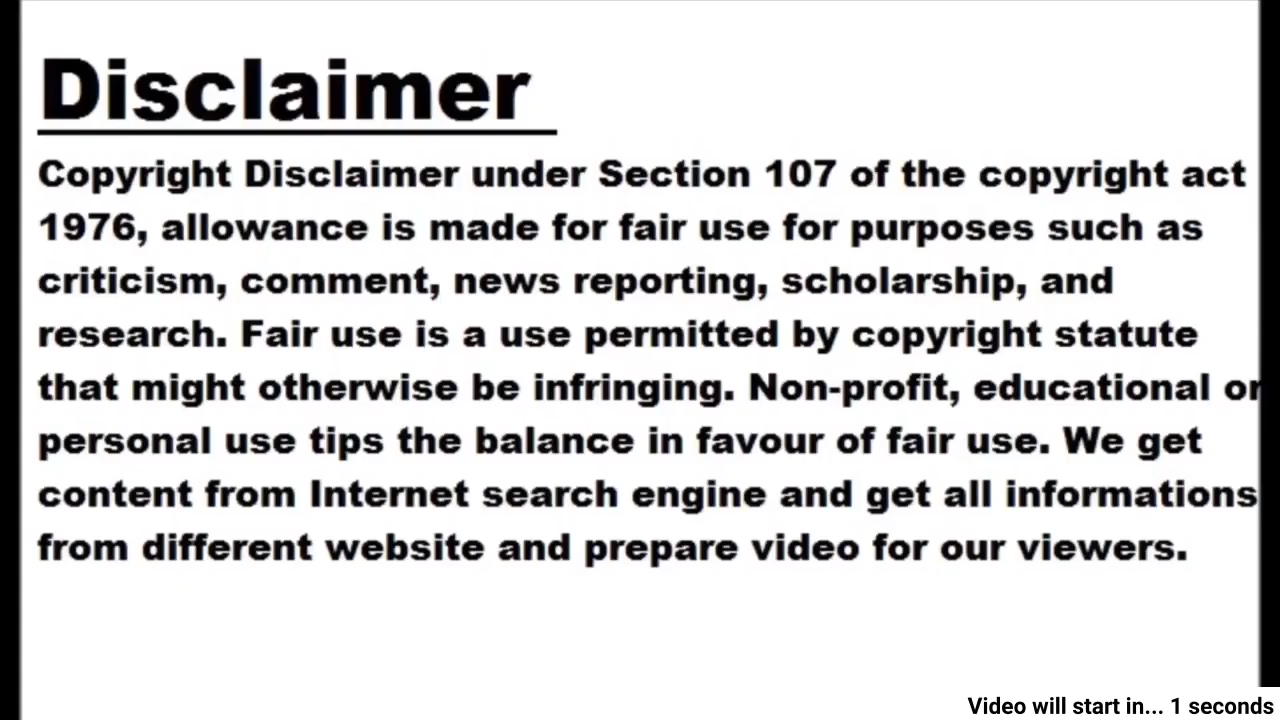 Disclaimer
Copyright Disclaimer under Section 107 of the copyright act
1976, allowance is made for fair use for purposes such as
criticism, comment, news reporting, scholarship, and
research. Fair use is a use permitted by copyright statute
that might otherwise be infringing. Non-profit, educational or
personal use tips the balance in favour of fair use. We get
content from Internet search engine and get all informations
from different website and prepare video for our viewers.
Video will start in... 1 seconds